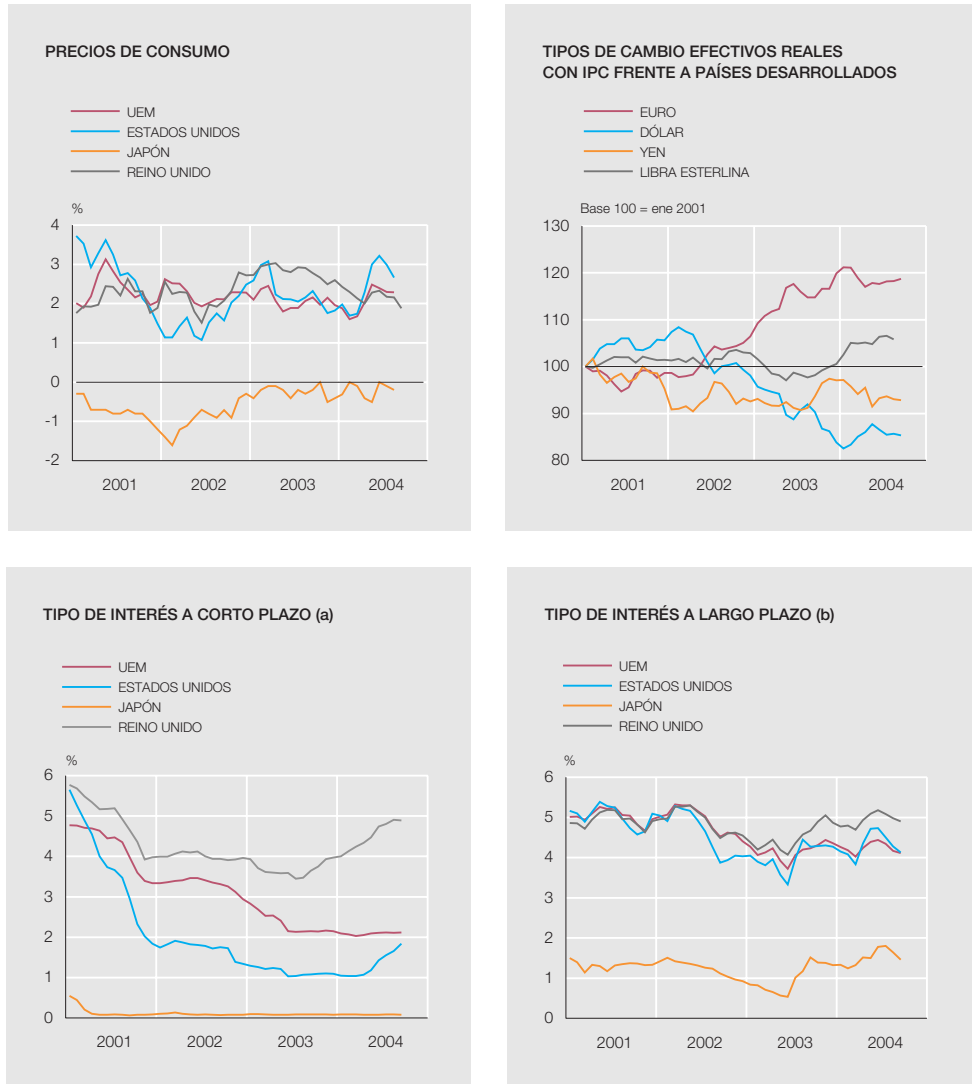 PRECIOS DE CONSUMO
UEM
ESTADOS UNIDOS
JAPÓN
REINO UNIDO
%
4
3
2
1
0
-1
-2
2001 2002 2003 2004
TIPOS DE CAMBIO EFECTIVOS REALES
CON IPC FRENTE A PAÍSES DESARROLLADOS
EURO
DÓLAR
YEN
LIBRA ESTERLINA
Base 100 = ene 2001
130
120
110
100
90
80
2001 2002 2003 2004
TIPO DE INTERÉS A CORTO PLAZO (a)
UEM
ESTADOS UNIDOS
JAPÓN
REINO UNIDO
%
6
5
4
3
2
1
0
2001 2002 2003 2004
TIPO DE INTERÉS A LARGO PLAZO (b)
UEM
ESTADOS UNIDOS
JAPÓN
REINO UNIDO
%
6
5
4
3
2
1
0
2001 2002 2003 2004